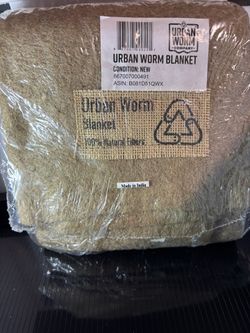 URBAN
WORM
COMPANY
URBAN WORM BLANKET
CONDITION: NEW
667007000491
ASIN: B081D51QWX
Urban Worm
Blanket
100% Natural Fibers
Made in India